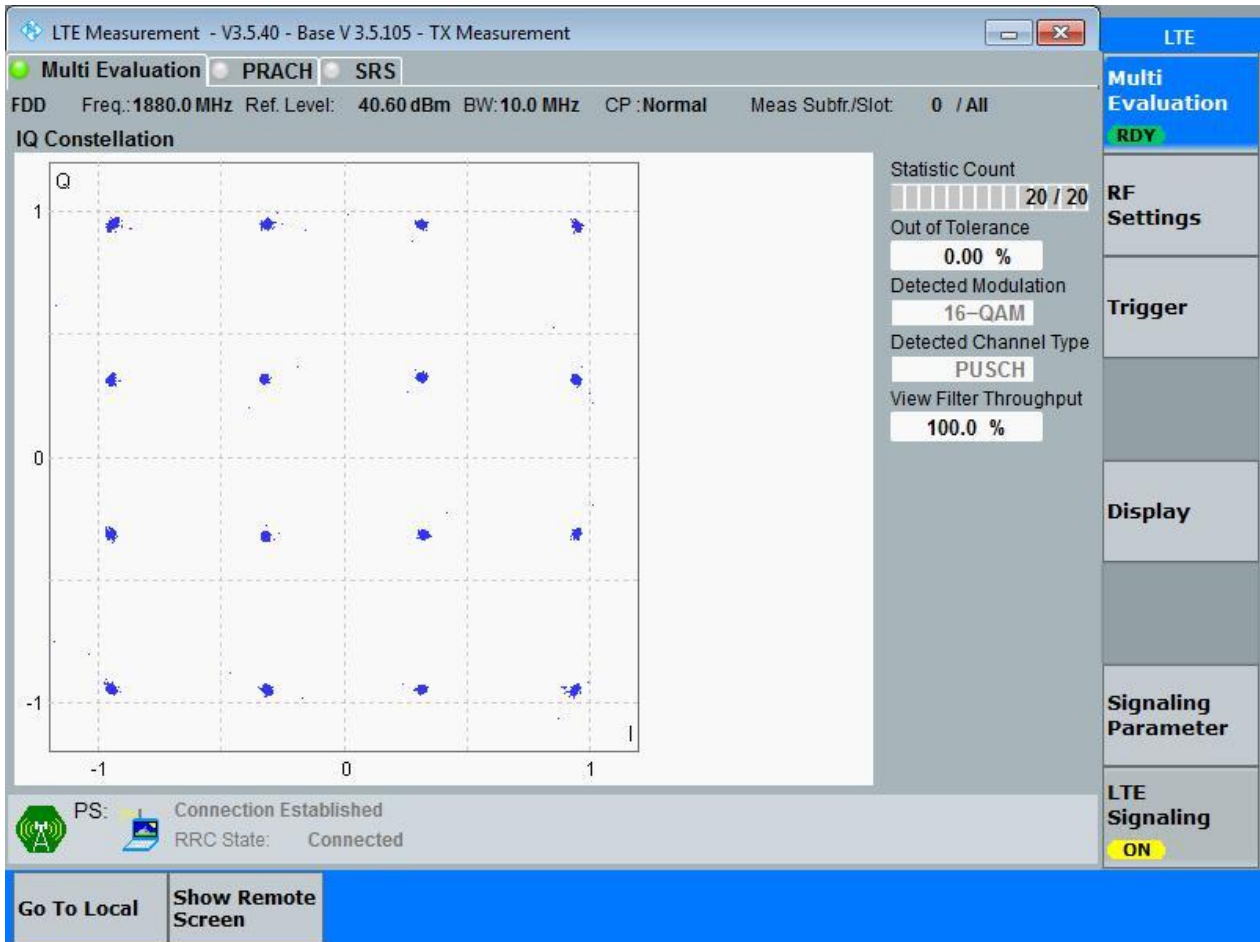 LTE Measurement - V3.5.40 - Base V 3.5.105 - TX Measurement
LTE
Multi Evaluation PRACH SRS
FDD Freq.:1880.0 MHz Ref. Level: 40.60 dBm BW:10.0 MHz CP :Normal Meas Subfr./Slot: 0 / All
IQ Constellation
Q
1
0
-1
I
-1 0 1
Statistic Count
20 / 20
Out of Tolerance
0.00 %
Detected Modulation
16-QAM
Detected Channel Type
PUSCH
View Filter Throughput
100.0 %
Multi
Evaluation
RDY
RF
Settings
Trigger
Display
Signaling
Parameter
LTE
Signaling
ON
PS: Connection Established
RRC State: Connected
Go To Local
Show Remote
Screen